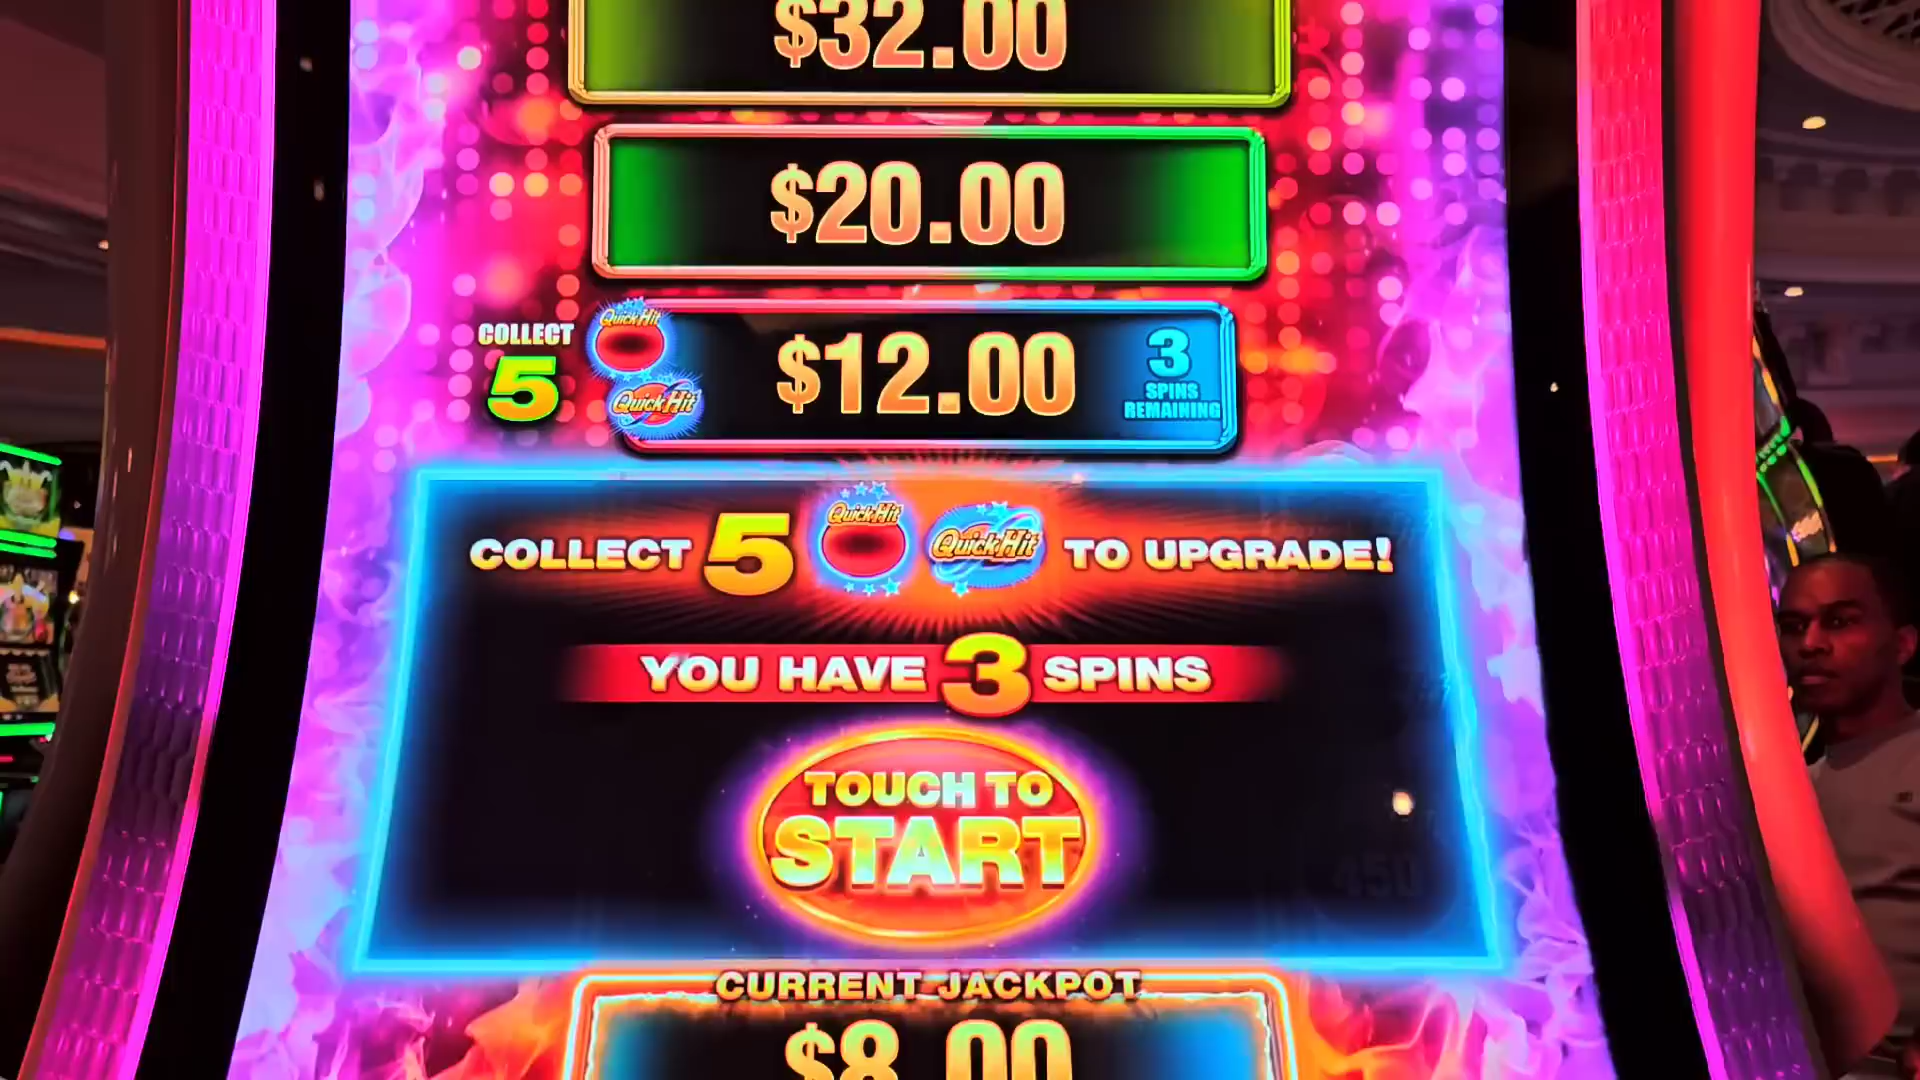 $32.00
$20.00
COLLECT
5
Quick Hit
Quick Hit
$12.00
3
SPINS
REMAINING
COLLECT 5 Quick Hit Quick Hit TO UPGRADE!
YOU HAVE 3 SPINS
TOUCH TO
START
450
CURRENT JACKPOT
$8.00